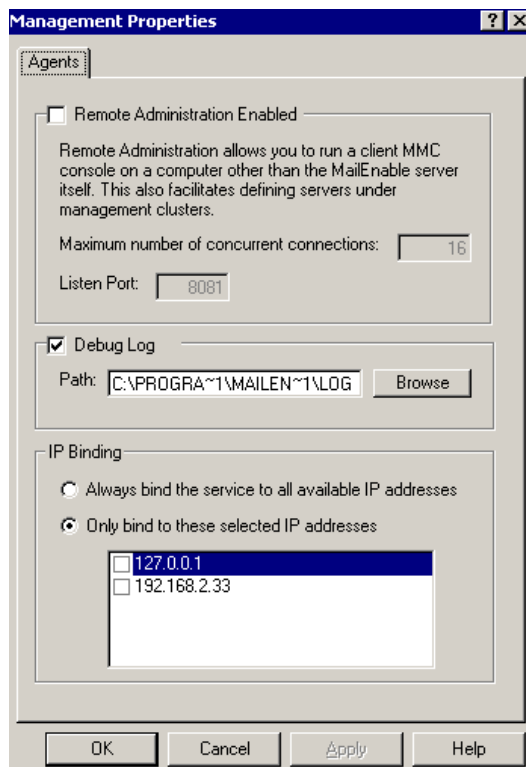 Management Properties
Agents
Remote Administration Enabled
Remote Administration allows you to run a client MMC
console on a computer other than the MailEnable server
itself. This also facilitates defining servers under
management clusters.
Maximum number of concurrent connections: 16
Listen Port: 8081
Debug Log
Path: C:\PROGRA~1\MAILEN~1\LOG Browse
IP Binding
Always bind the service to all available IP addresses
Only bind to these selected IP addresses
127.0.0.1
192.168.2.33
OK Cancel Apply Help